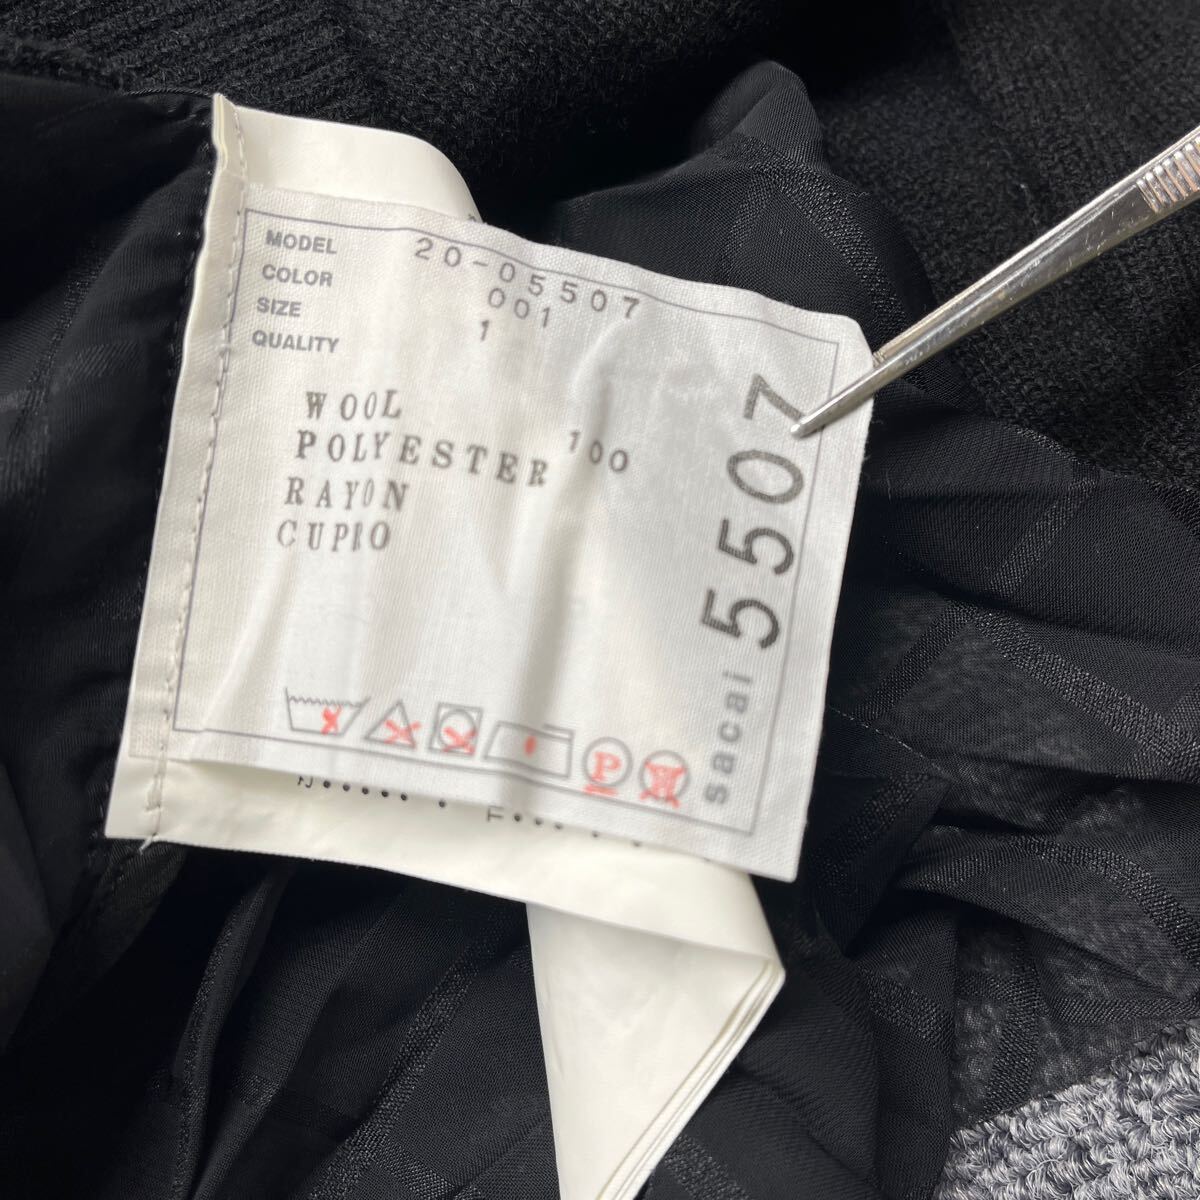 MODEL 20-05507
COLOR 001
SIZE 1
QUALITY
WOOL
POLYESTER 100
RAYON
CUPRO
P
sacai 5507